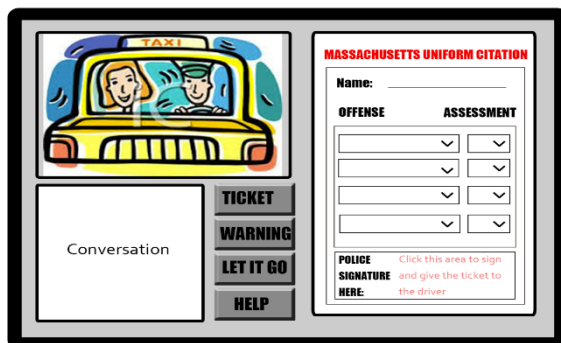 TAXI
Conversation
TICKET
WARNING
LET IT GO
HELP
MASSACHUSETTS UNIFORM CITATION
Name:
OFFENSE ASSESSMENT
POLICE
SIGNATURE
HERE:
Click this area to sign
and give the ticket to
the driver